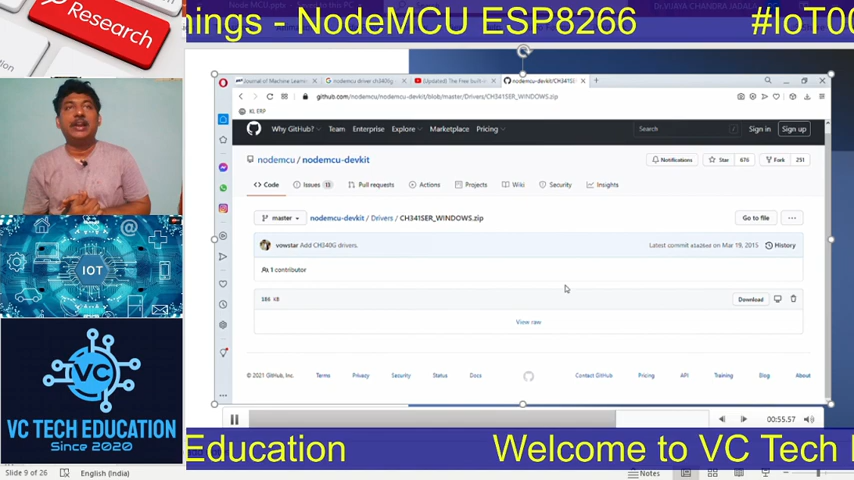 nings - NodeMCU ESP8266
#IoT00
Research
Journal of Machine Learni
nodemcu driver ch340g
(Updated) The Free built-
nodemcu-devkit/CH341S
github.com/nodemcu/nodemcu-devkit/blob/master/Drivers/CH341SER_WINDOWS.zip
KL ERP
Why GitHub?
Team
Enterprise
Explore
Marketplace
Pricing
Search
Sign in
Sign up
nodemcu / nodemcu-devkit
Notifications
Star
676
Fork
251
Code
Issues
13
Pull requests
Actions
Projects
Wiki
Security
Insights
master
nodemcu-devkit / Drivers / CH341SER_WINDOWS.zip
Go to file
vowstar Add CH340G drivers.
Latest commit
on Mar 19, 2015
History
1 contributor
186 KB
Download
View raw
© 2021 GitHub, Inc.
Terms
Privacy
Security
Status
Docs
Contact GitHub
Pricing
API
Training
Blog
About
IOT
VC
VC TECH EDUCATION
Since 2020
00:55.57
Education
Welcome to VC Tech
Slide 9 of 26
English (India)
Notes